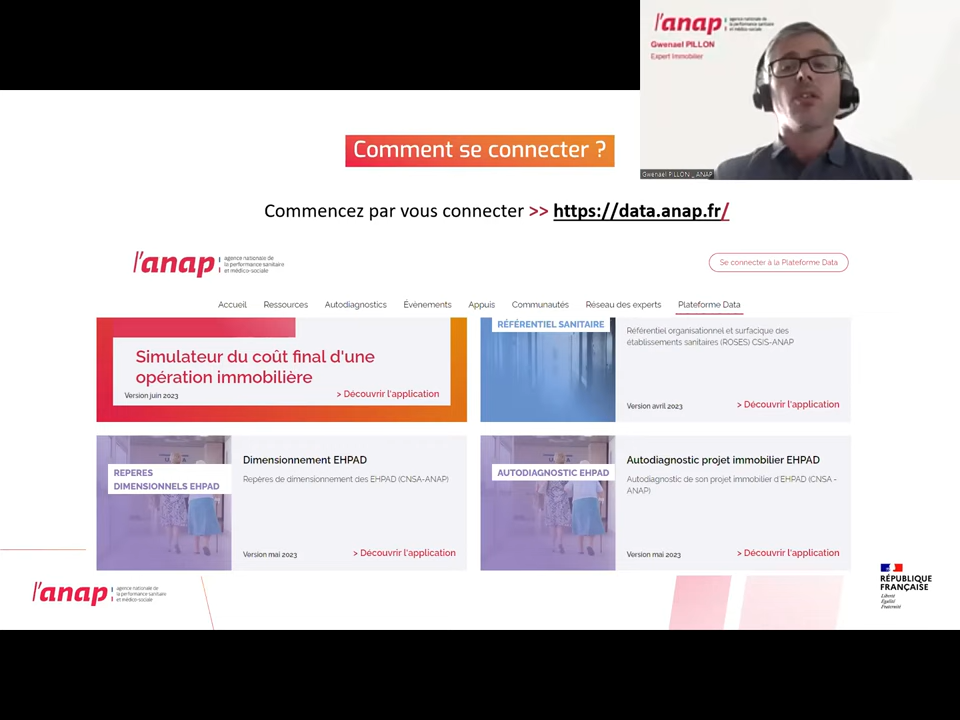 l'anap
agence nationale de
la performance sanitaire
et médico-sociale
Gwenael PILLON
Expert Immobilier
Gwenael PILLON _ ANAP
Comment se connecter ?
Commencez par vous connecter >> https://data.anap.fr/
l'anap
agence nationale de
la performance sanitaire
et médico-sociale
Se connecter à la Plateforme Data
Accueil Ressources Autodiagnostics Évènements Appuis Communautés Réseau des experts Plateforme Data
Simulateur du coût final d'une
opération immobilière
Version juin 2023
> Découvrir l'application
RÉFÉRENTIEL SANITAIRE
Référentiel organisationnel et surfacique des
établissements sanitaires (ROSES) CSIS-ANAP
Version avril 2023
> Découvrir l'application
REPERES
DIMENSIONNELS EHPAD
Dimensionnement EHPAD
Repères de dimensionnement des EHPAD (CNSA-ANAP)
Version mai 2023
> Découvrir l'application
AUTODIAGNOSTIC EHPAD
Autodiagnostic projet immobilier EHPAD
Autodiagnostic de son projet immobilier d'EHPAD (CNSA -
ANAP)
Version mai 2023
> Découvrir l'application
l'anap
agence nationale de
la performance sanitaire
et médico-sociale
RÉPUBLIQUE
FRANÇAISE
Liberté
Égalité
Fraternité